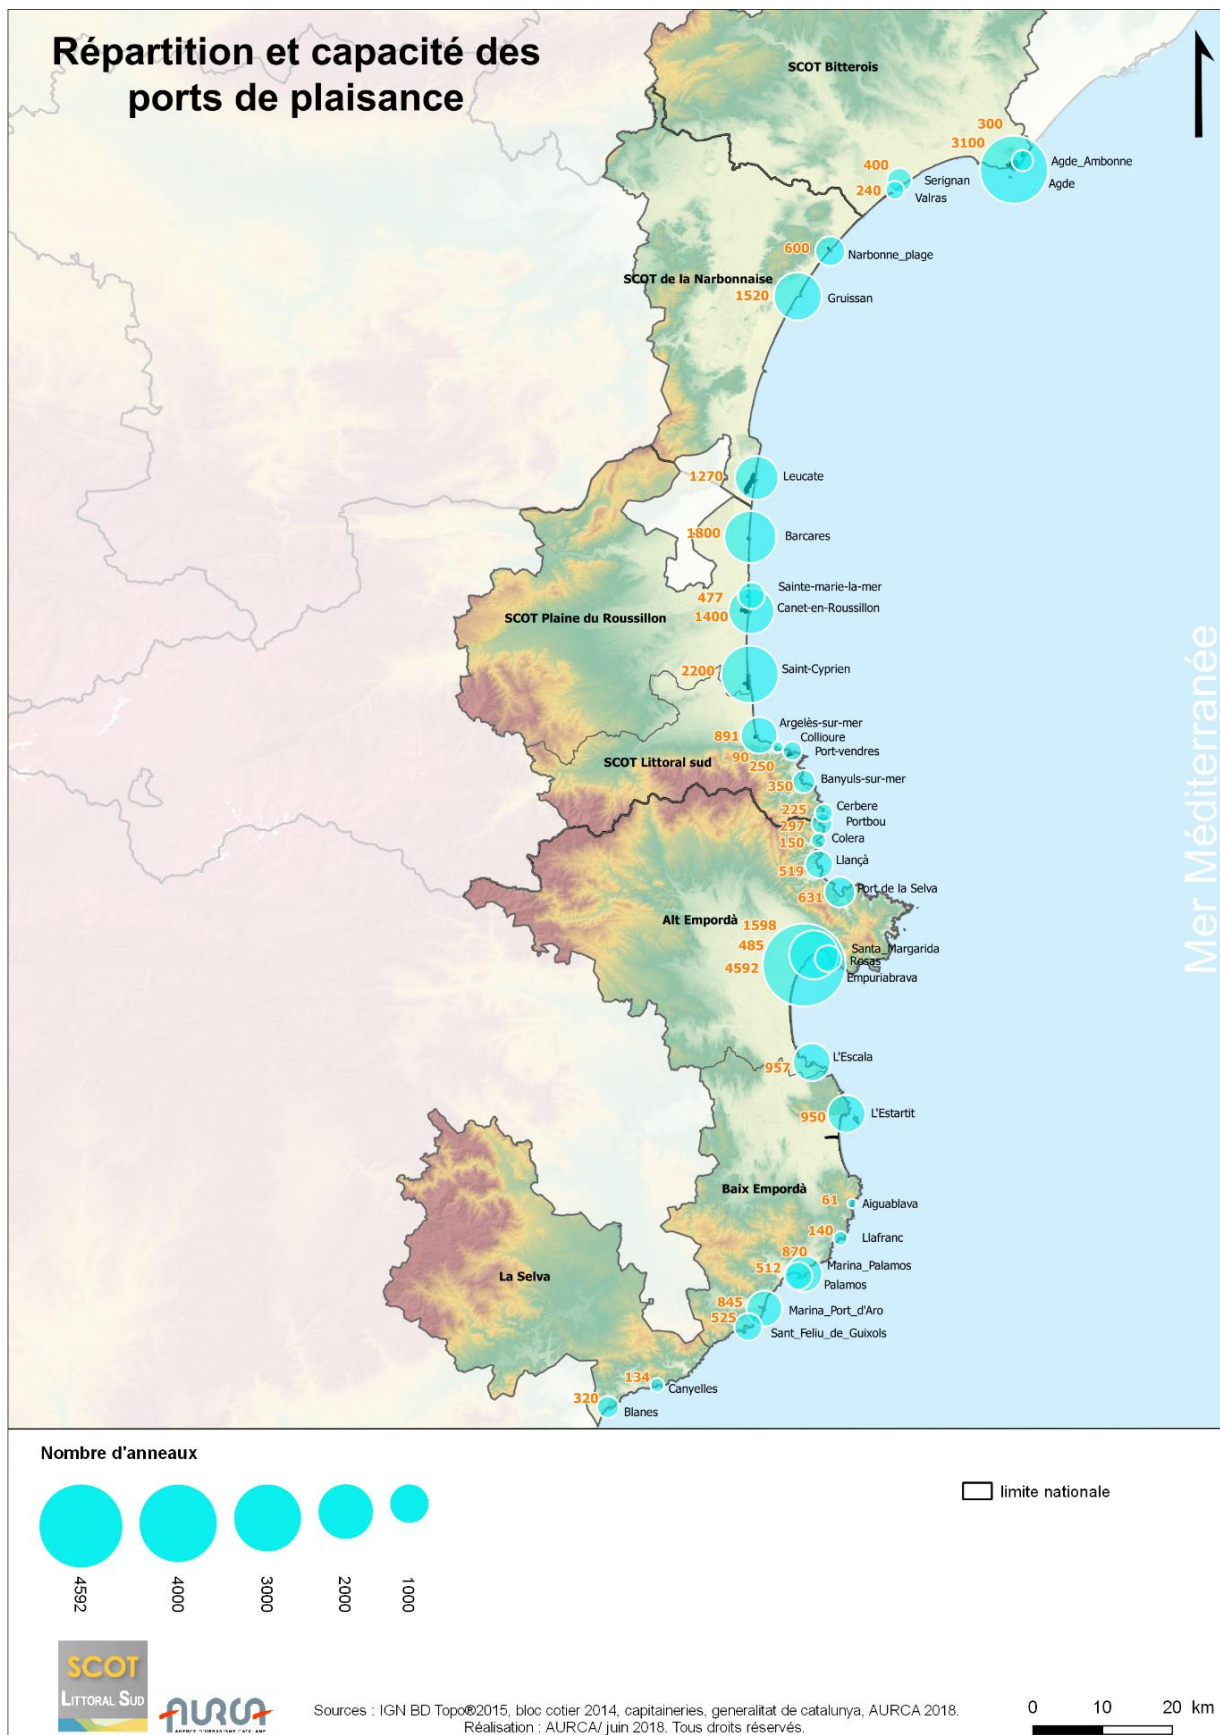 Répartition et capacité des
ports de plaisance
SCOT Bitterois
300
3100
Agde_Ambonne
Agde
400
Serignan
240
Valras
600
Narbonne_plage
SCOT de la Narbonnaise
1520
Gruissan
1270
Leucate
1800
Barcares
Sainte-marie-la-mer
477
Canet-en-Roussillon
1400
SCOT Plaine du Roussillon
2200
Saint-Cyprien
Argelès-sur-mer
891
Collioure
90
Port-vendres
250
SCOT Littoral sud
350
Banyuls-sur-mer
Cerbere
225
Portbou
297
Colera
150
Llançà
519
Port de la Selva
631
Alt Empordà
1598
485
Santa_Margarida
Rosas
4592
Empuriabrava
Mer Méditerranée
957
L'Escala
950
L'Estartit
Baix Empordà
61
Aiguablava
140
Llafranc
870
Marina_Palamos
512
Palamos
La Selva
845
Marina_Port_d'Aro
525
Sant_Feliu_de_Guixols
134
Canyelles
320
Blanes
Nombre d'anneaux
4592
4000
3000
2000
1000
limite nationale
SCOT
LITTORAL SUD
AURCA
AGENCE D'URBANISME CATALANE
Sources : IGN BD Topo®2015, bloc cotier 2014, capitaineries, generalitat de catalunya, AURCA 2018.
Réalisation : AURCA/ juin 2018. Tous droits réservés.
0 10 20 km